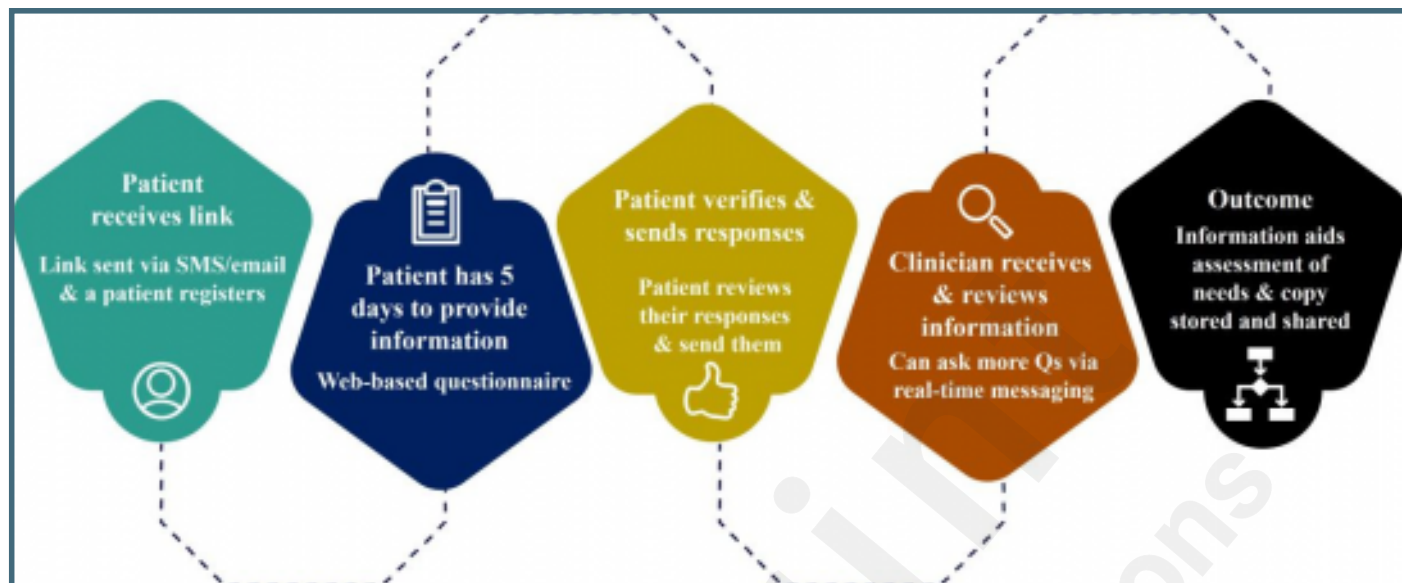 Patient
receives link
Link sent via SMS/email
& a patient registers
Patient has 5
days to provide
information
Web-based questionnaire
Patient verifies &
sends responses
Patient reviews
their responses
& send them
Clinician receives
& reviews
information
Can ask more Qs via
real-time messaging
Outcome
Information aids
assessment of
needs & copy
stored and shared